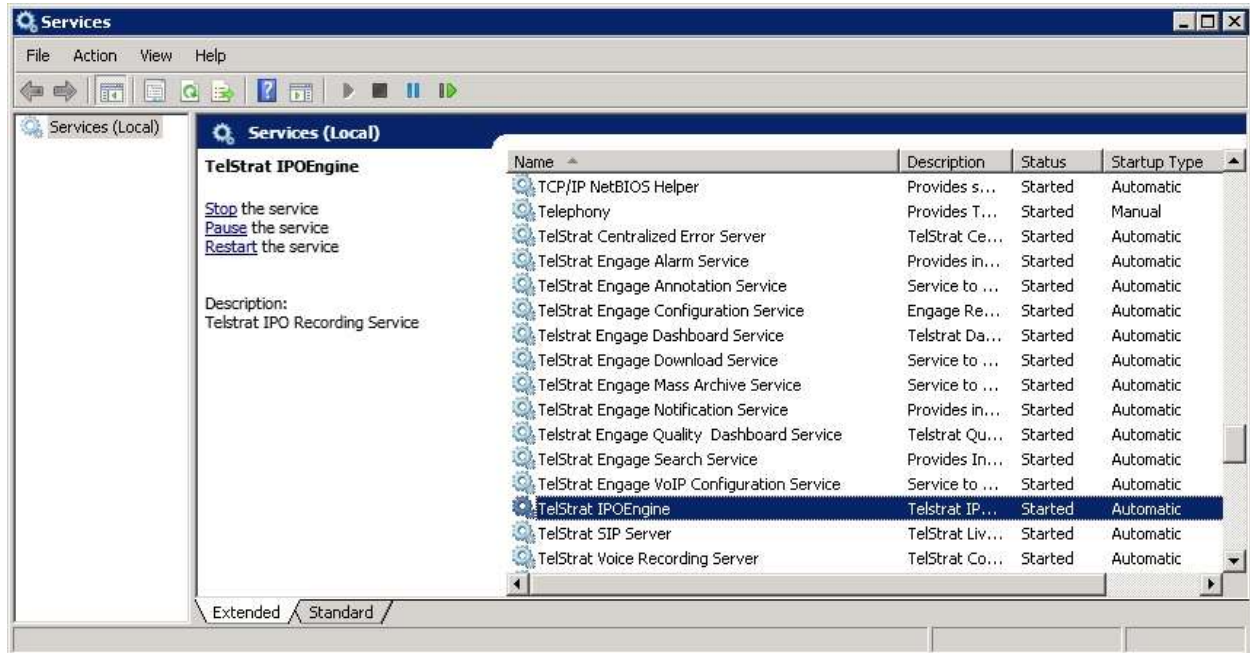 Services
File Action View Help
Services (Local)
Services (Local)
TelStrat IPOEngine
Stop the service
Pause the service
Restart the service
Description:
Telstrat IPO Recording Service
Name Description Status Startup Type
TCP/IP NetBIOS Helper Provides s... Started Automatic
Telephony Provides T... Started Manual
TelStrat Centralized Error Server TelStrat Ce... Started Automatic
TelStrat Engage Alarm Service Provides in... Started Automatic
TelStrat Engage Annotation Service Service to ... Started Automatic
TelStrat Engage Configuration Service Engage Re... Started Automatic
Telstrat Engage Dashboard Service Telstrat Da... Started Automatic
TelStrat Engage Download Service Service to ... Started Automatic
TelStrat Engage Mass Archive Service Service to ... Started Automatic
TelStrat Engage Notification Service Provides in... Started Automatic
Telstrat Engage Quality Dashboard Service Telstrat Qu... Started Automatic
TelStrat Engage Search Service Provides In... Started Automatic
TelStrat Engage VoIP Configuration Service Service to ... Started Automatic
TelStrat IPOEngine Telstrat IP... Started Automatic
TelStrat SIP Server TelStrat Liv... Started Automatic
TelStrat Voice Recording Server TelStrat Co... Started Automatic
Extended Standard